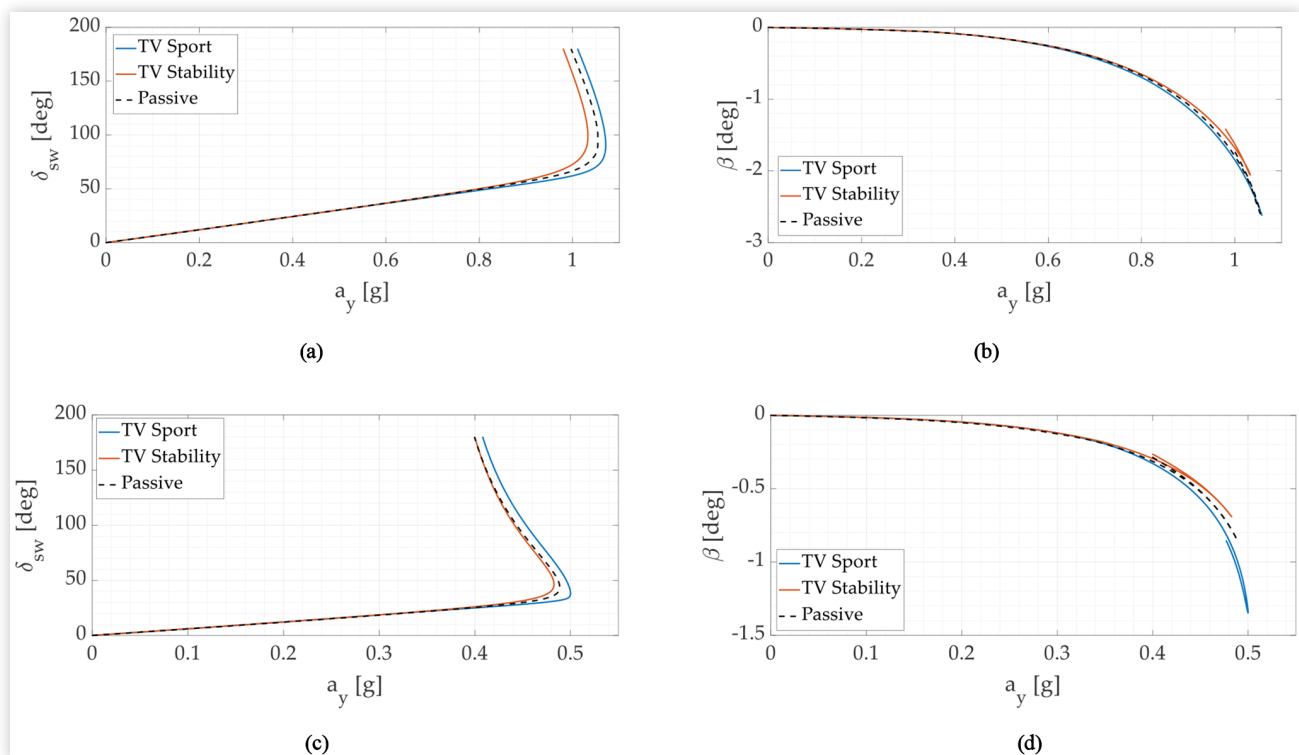 200
150
100
50
0
δsw [deg]
TV Sport
TV Stability
Passive
0 0.2 0.4 0.6 0.8 1
ay [g]
(a)
0
-1
-2
-3
β [deg]
TV Sport
TV Stability
Passive
0 0.2 0.4 0.6 0.8 1
ay [g]
(b)
200
150
100
50
0
δsw [deg]
TV Sport
TV Stability
Passive
0 0.1 0.2 0.3 0.4 0.5
ay [g]
(c)
0
-0.5
-1
-1.5
β [deg]
TV Sport
TV Stability
Passive
0 0.1 0.2 0.3 0.4 0.5
ay [g]
(d)